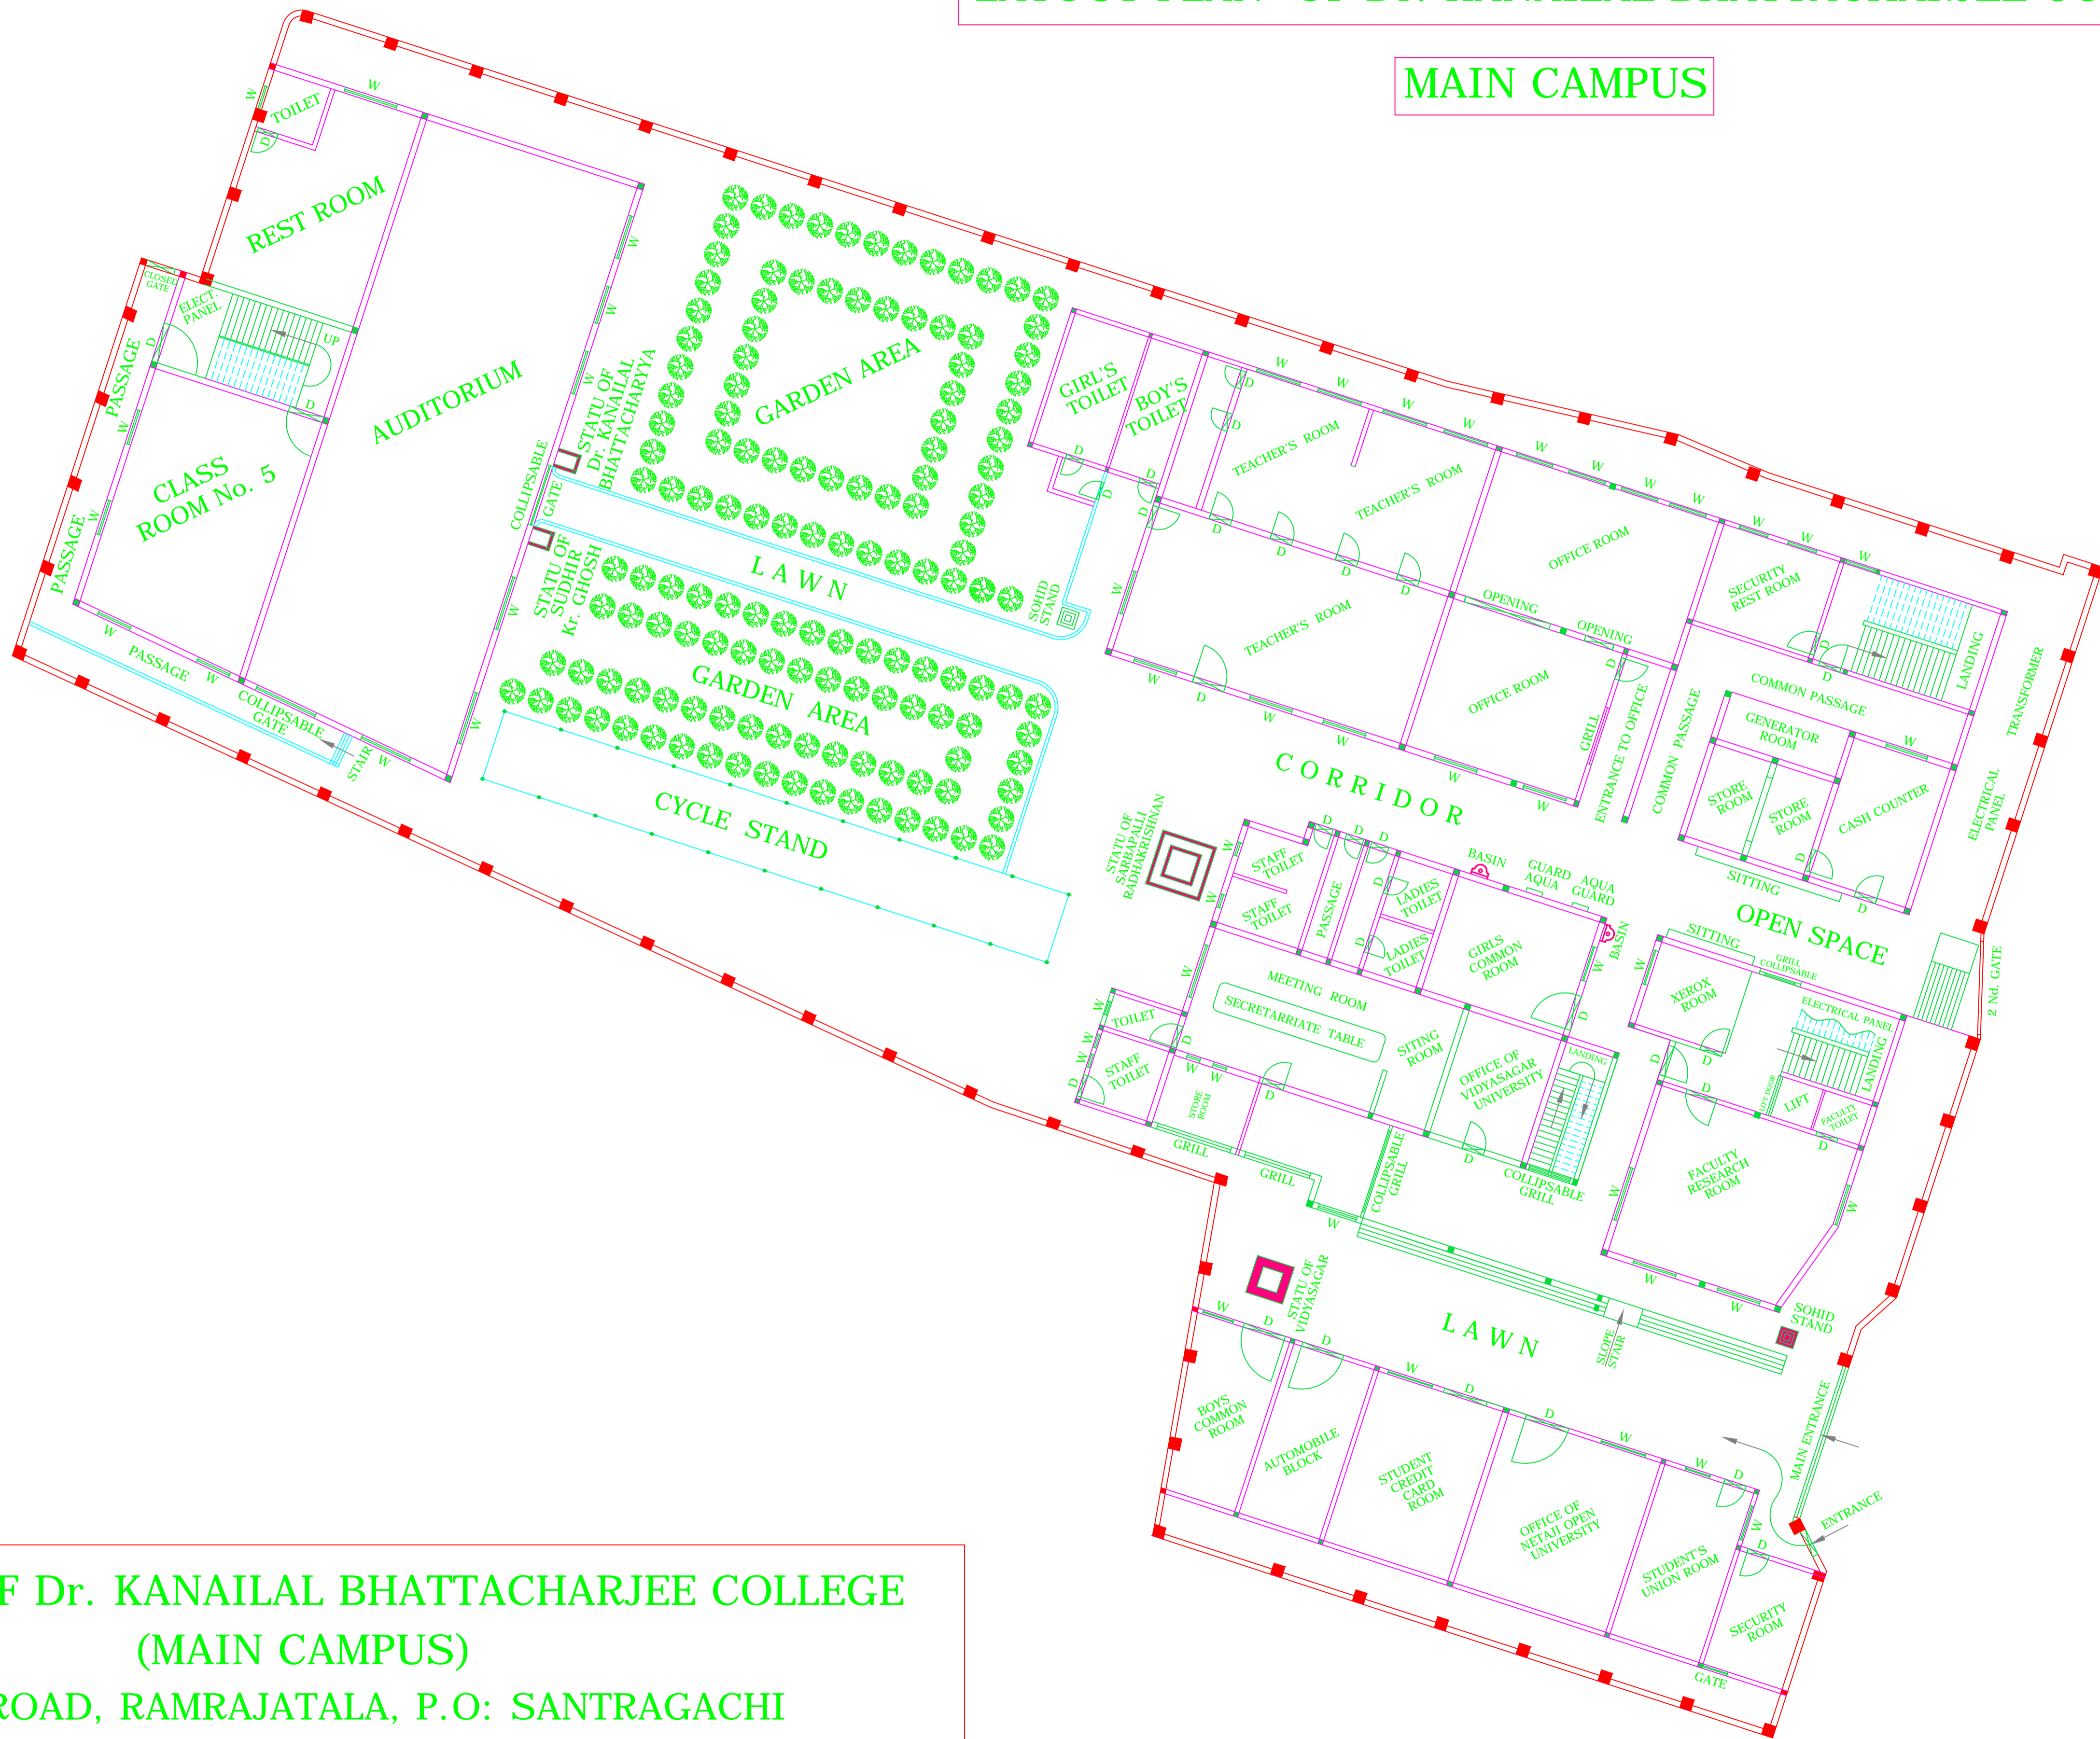 MAIN CAMPUS
W
W
TOILET
D
REST ROOM
CLOSED
GATE
ELECT.
PANEL
UP
D
D
PASSAGE
W
AUDITORIUM
CLASS
ROOM No. 5
W
PASSAGE
W
PASSAGE
W
COLLIPSABLE
GATE
STAIR
W
W
W
W
COLLIPSABLE
GATE
STATU OF
Dr. KANAILAL
BHATTACHARYYA
STATU OF
SUDHIR
Kr. GHOSH
W
W
GARDEN AREA
LAWN
SOHID
STAND
GARDEN AREA
CYCLE STAND
GIRL'S
TOILET
BOY'S
TOILET
D
D
D
D
D
D
W
W
W
W
TEACHER'S ROOM
TEACHER'S ROOM
D
D
D
D
W
TEACHER'S ROOM
W
D
W
W
W
W
W
W
OFFICE ROOM
OPENING
OPENING
D
OFFICE ROOM
GRILL
W
W
ENTRANCE TO OFFICE
COMMON PASSAGE
W
W
W
SECURITY
REST ROOM
D
D
LANDING
COMMON PASSAGE
TRANSFORMER
GENERATOR
ROOM
W
STORE
ROOM
STORE
ROOM
CASH COUNTER
D
D
SITTING
ELECTRICAL
PANEL
CORRIDOR
STATU OF
SARBAPALLI
RADHAKRISHNAN
W
W
STAFF
TOILET
STAFF
TOILET
D
D
D
PASSAGE
D
LADIES
TOILET
D
LADIES
TOILET
BASIN
GUARD
AQUA
AQUA
GUARD
GIRLS
COMMON
ROOM
BASIN
W
D
OPEN SPACE
SITTING
GRILL
COLLIPSABLE
2 Nd. GATE
W
XEROX
ROOM
D
D
ELECTRICAL PANEL
LANDING
D
LIFT DOOR
LIFT
FACULTY
TOILET
D
FACULTY
RESEARCH
ROOM
W
W
W
W
W
MEETING ROOM
SECRETARRIATE TABLE
SITING
ROOM
OFFICE OF
VIDYASAGAR
UNIVERSITY
LANDING
W
TOILET
W
W
D
STAFF
TOILET
D
W
W
STORE
ROOM
D
GRILL
GRILL
COLLIPSABLE
GRILL
D
COLLIPSABLE
GRILL
W
STATU OF
VIDYASAGAR
LAWN
SLOPE
STAIR
SOHID
STAND
W
D
D
W
D
D
W
W
D
W
D
BOYS
COMMON
ROOM
AUTOMOBILE
BLOCK
STUDENT
CREDIT
CARD
ROOM
OFFICE OF
NETAJI OPEN
UNIVERSITY
STUDENT'S
UNION ROOM
SECURITY
ROOM
GATE
MAIN ENTRANCE
ENTRANCE
F Dr. KANAILAL BHATTACHARJEE COLLEGE
(MAIN CAMPUS)
ROAD, RAMRAJATALA, P.O: SANTRAGACHI